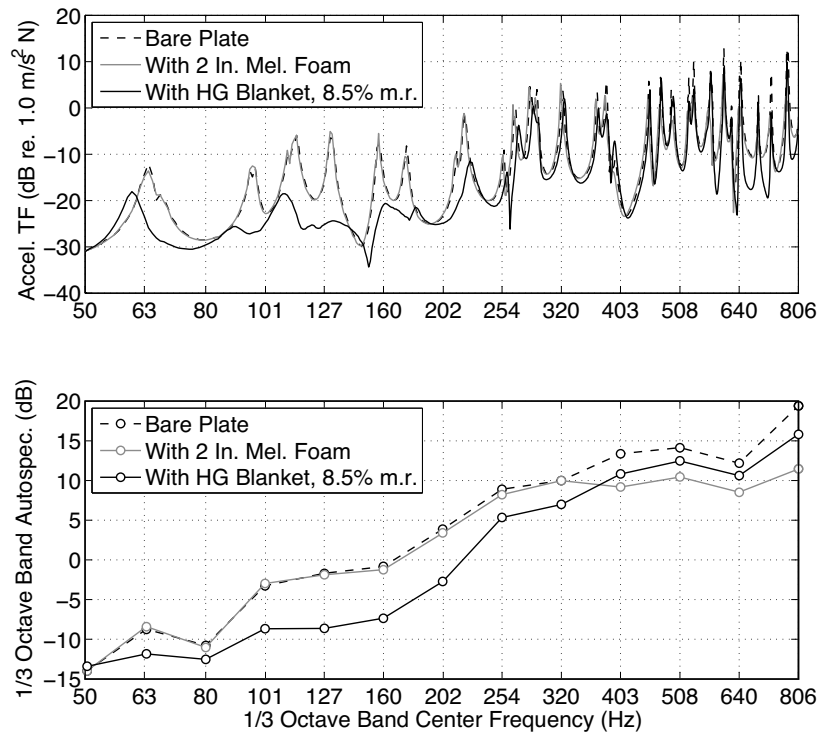 20
10
0
−10
−20
−30
−40
Accel. TF (dB re. 1.0 m/s² N)
Bare Plate
With 2 In. Mel. Foam
With HG Blanket, 8.5% m.r.
50 63 80 101 127 160 202 254 320 403 508 640 806
20
15
10
5
0
−5
−10
−15
1/3 Octave Band Autospec. (dB)
Bare Plate
With 2 In. Mel. Foam
With HG Blanket, 8.5% m.r.
50 63 80 101 127 160 202 254 320 403 508 640 806
1/3 Octave Band Center Frequency (Hz)